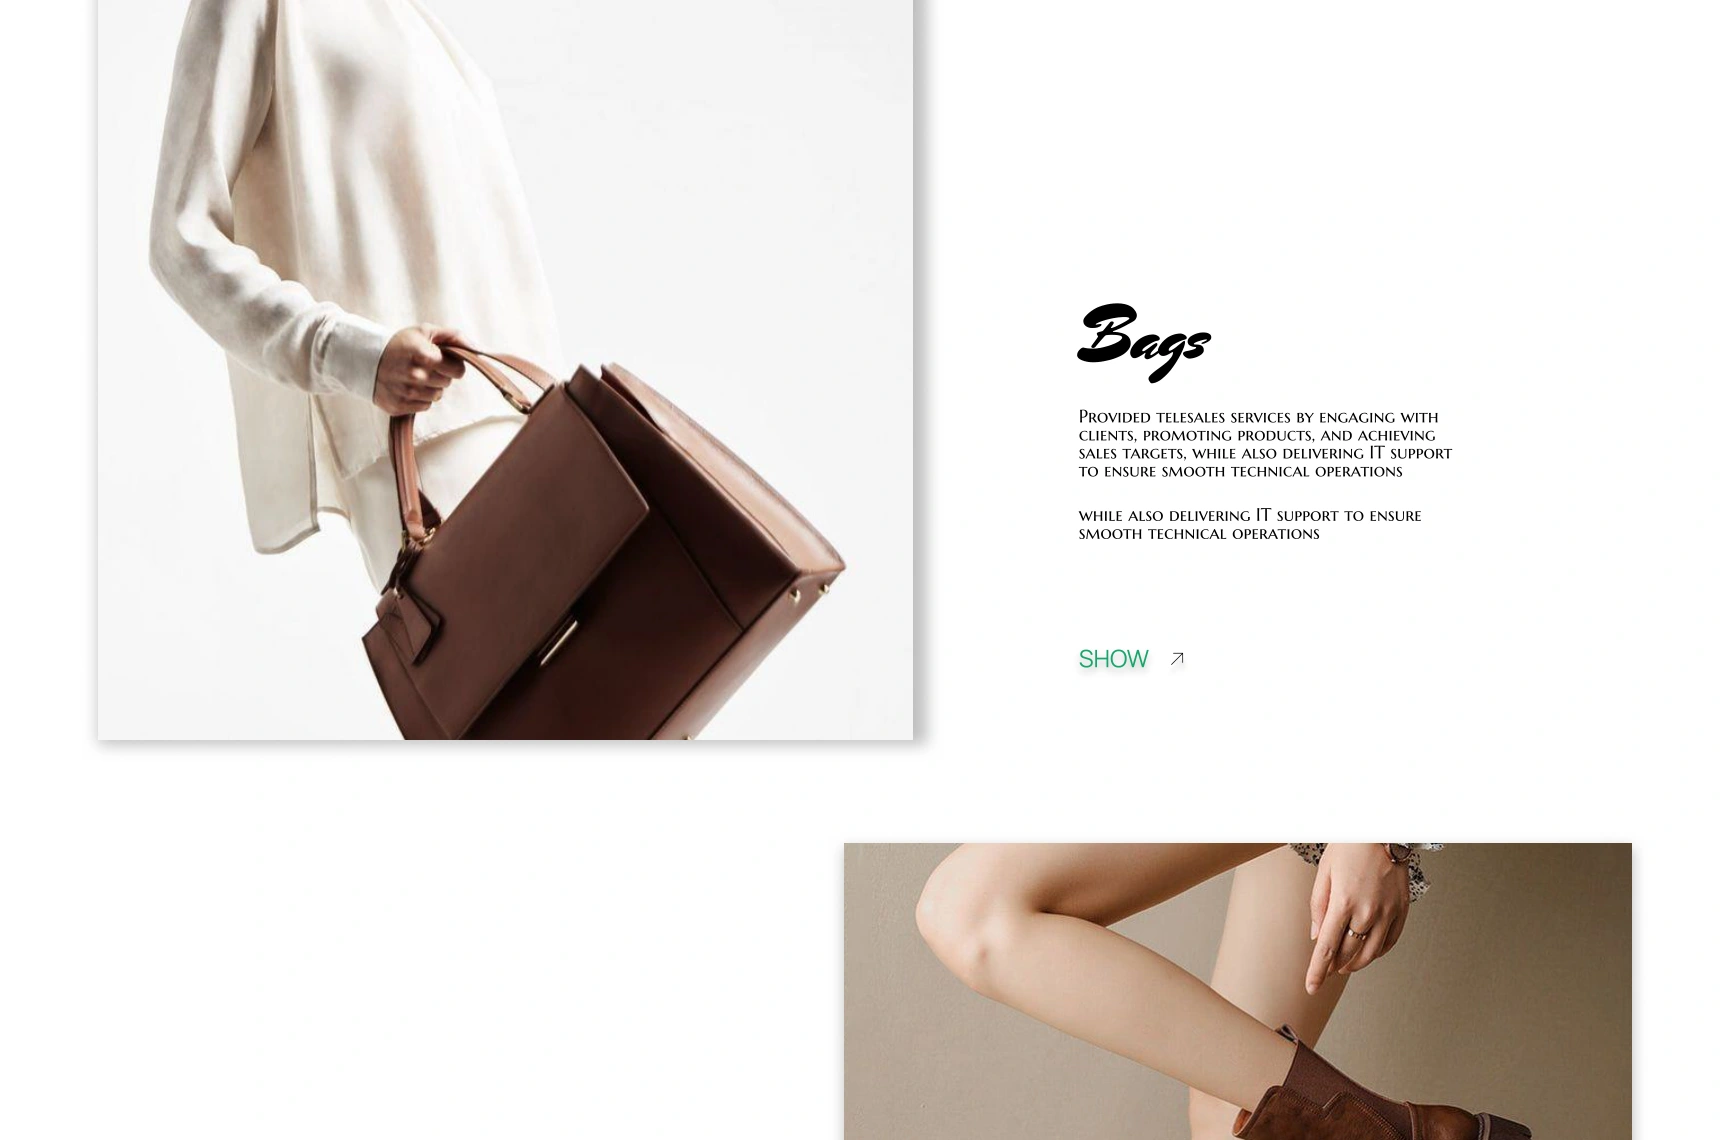 Bags
Provided telesales services by engaging with
clients, promoting products, and achieving
sales targets, while also delivering IT support
to ensure smooth technical operations
while also delivering IT support to ensure
smooth technical operations
SHOW